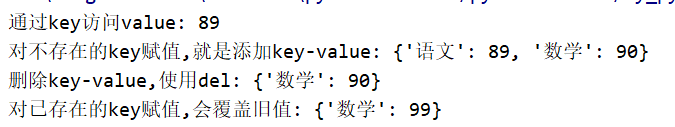 通过key访问value: 89
对不存在的key赋值,就是添加key-value: {'语文': 89, '数学': 90}
删除key-value,使用del: {'数学': 90}
对已存在的key赋值,会覆盖旧值: {'数学': 99}